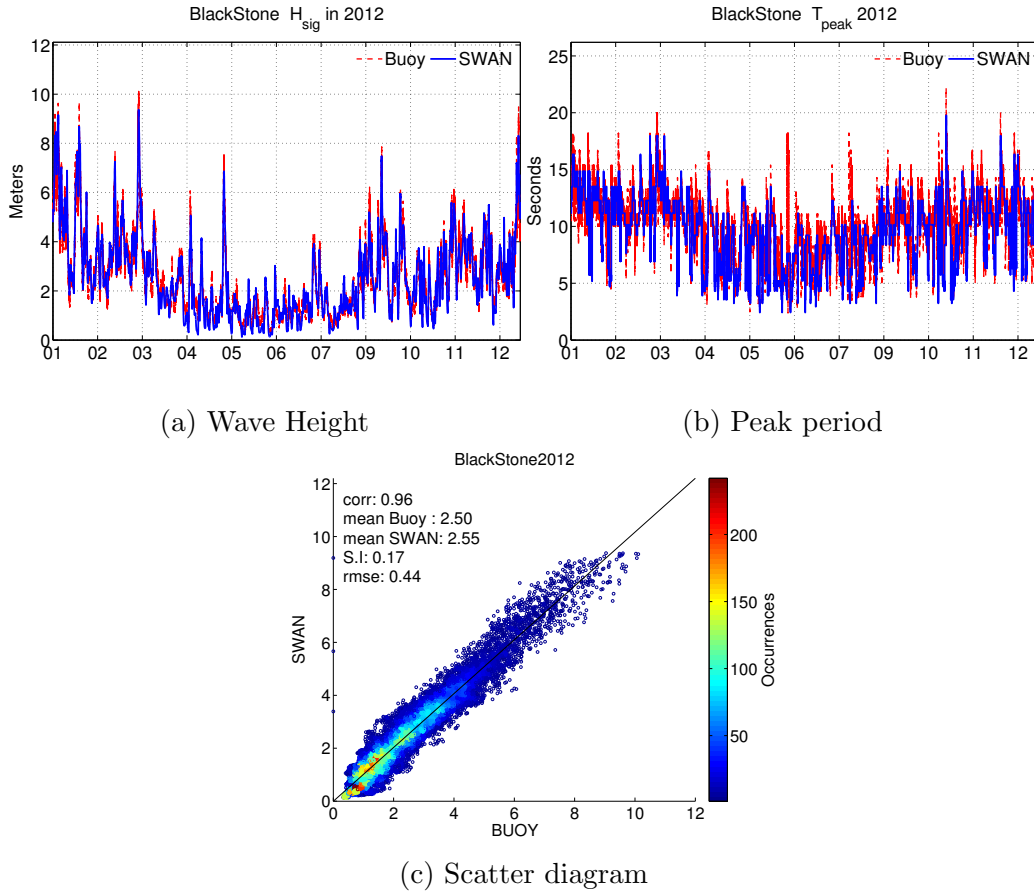 BlackStone H_sig in 2012
Buoy SWAN
Meters
12
10
8
6
4
2
0
01 02 03 04 05 06 07 09 10 11 12
(a) Wave Height
BlackStone T_peak 2012
Buoy SWAN
Seconds
25
20
15
10
5
0
01 02 03 04 05 06 07 09 10 11 12
(b) Peak period
BlackStone2012
corr: 0.96
mean Buoy : 2.50
mean SWAN: 2.55
S.I: 0.17
rmse: 0.44
SWAN
12
10
8
6
4
2
0
0 2 4 6 8 10 12
BUOY
200
150
100
50
Occurrences
(c) Scatter diagram